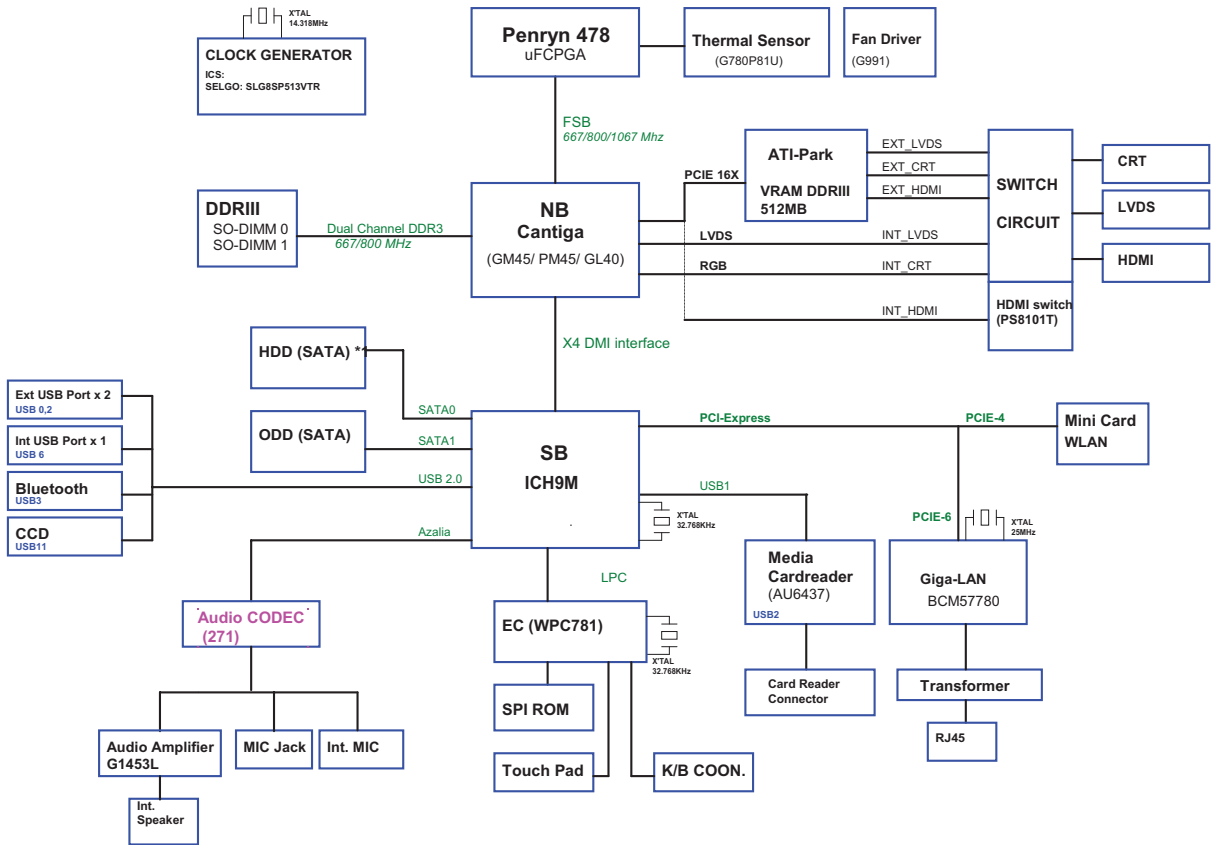 X'TAL
14.318MHz
CLOCK GENERATOR
ICS:
SELGO: SLG8SP513VTR
Penryn 478
uFCPGA
Thermal Sensor
(G780P81U)
Fan Driver
(G991)
FSB
667/800/1067 Mhz
DDRIII
SO-DIMM 0
SO-DIMM 1
Dual Channel DDR3
667/800 MHz
NB
Cantiga
(GM45/ PM45/ GL40)
PCIE 16X
ATI-Park
VRAM DDRIII
512MB
EXT_LVDS
EXT_CRT
EXT_HDMI
LVDS
INT_LVDS
RGB
INT_CRT
INT_HDMI
SWITCH
CIRCUIT
HDMI switch
(PS8101T)
CRT
LVDS
HDMI
X4 DMI interface
HDD (SATA) *1
ODD (SATA)
SATA0
SATA1
USB 2.0
Azalia
Ext USB Port x 2
USB 0,2
Int USB Port x 1
USB 6
Bluetooth
USB3
CCD
USB11
SB
ICH9M
PCI-Express
PCIE-4
Mini Card
WLAN
USB1
X'TAL
32.768KHz
PCIE-6
X'TAL
25MHz
Media
Cardreader
(AU6437)
USB2
Giga-LAN
BCM57780
LPC
EC (WPC781)
X'TAL
32.768KHz
Audio CODEC
(271)
SPI ROM
Card Reader
Connector
Transformer
RJ45
Audio Amplifier
G1453L
MIC Jack
Int. MIC
Touch Pad
K/B COON.
Int.
Speaker